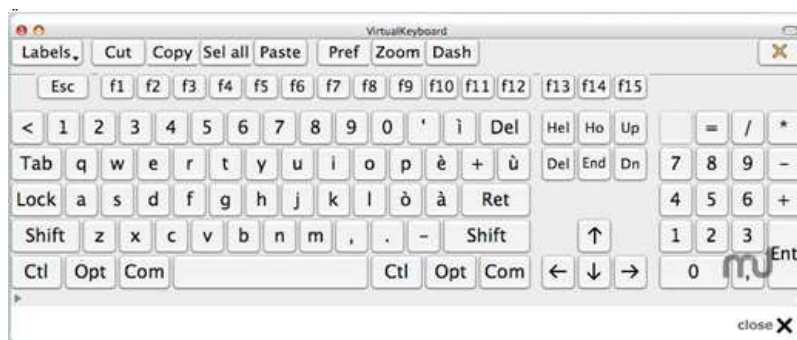 VirtualKeyboard
Labels Cut Copy Sel all Paste Pref Zoom Dash
Esc f1 f2 f3 f4 f5 f6 f7 f8 f9 f10 f11 f12 f13 f14 f15
< 1 2 3 4 5 6 7 8 9 0 ' ì Del Hel Ho Up = / *
Tab q w e r t y u i o p è + ù Del End Dn 7 8 9 -
Lock a s d f g h j k l ò à Ret 4 5 6 +
Shift z x c v b n m , . - Shift ↑ 1 2 3
Ctl Opt Com Ctl Opt Com ← ↓ → 0 , Ent
mu
close X